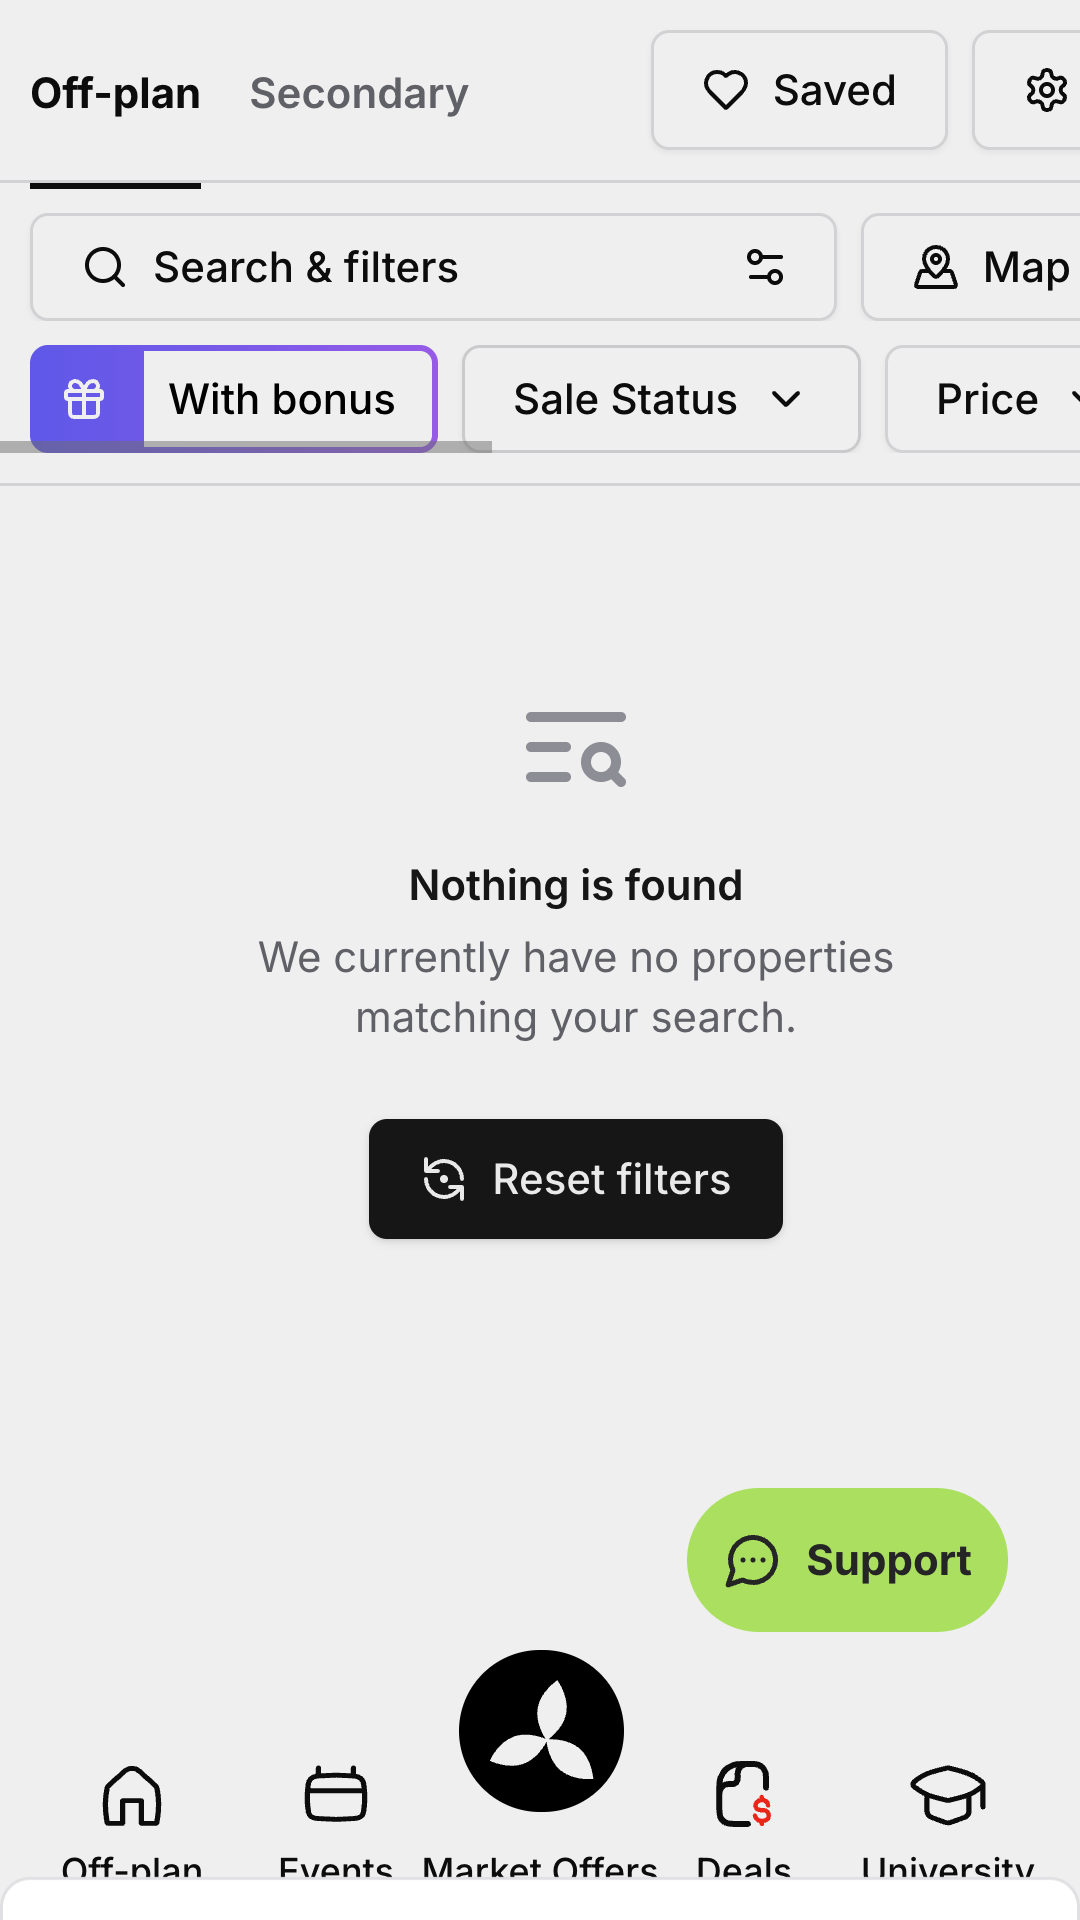 Off-plan Secondary Saved
Search & filters Map
With bonus Sale Status Price
Nothing is found
We currently have no properties
matching your search.
Reset filters
Support
$
Off-plan Events Market Offers Deals University